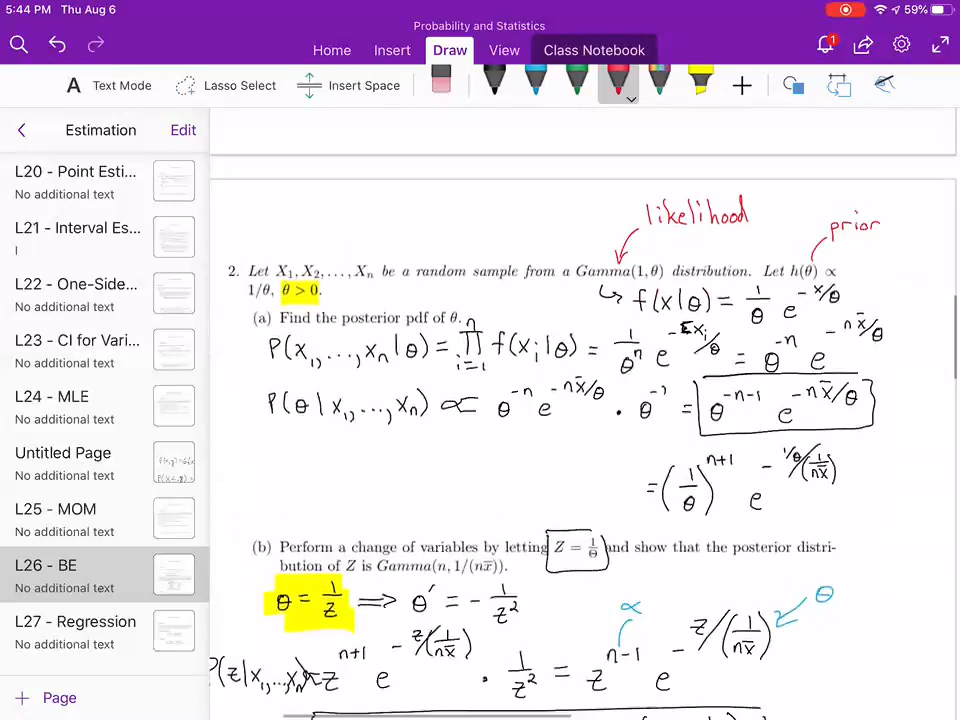 5:44 PM Thu Aug 6
59%
Probability and Statistics
Home Insert Draw View Class Notebook
1
A Text Mode Lasso Select Insert Space
Estimation Edit
L20 - Point Esti...
No additional text
L21 - Interval Es...
I
L22 - One-Side...
No additional text
L23 - CI for Vari...
No additional text
L24 - MLE
No additional text
Untitled Page
No additional text
L25 - MOM
No additional text
L26 - BE
No additional text
L27 - Regression
No additional text
+ Page
likelihood
prior
2. Let X₁, X₂, . . . , Xₙ be a random sample from a Gamma(1, θ) distribution. Let h(θ) ∝
1/θ, θ > 0.
↳ f(x|θ) = 1/θ e^(-x/θ)
(a) Find the posterior pdf of θ.
P(x₁, ..., xₙ|θ) = ∏_{i=1}^{n} f(xᵢ|θ) = 1/θⁿ e^(-Σxᵢ/θ) = θ^(-n) e^(-nx̄/θ)
P(θ|x₁, ..., xₙ) ∝ θ^(-n) e^(-nx̄/θ) · θ^(-1) = θ^(-n-1) e^(-nx̄/θ)
= (1/θ)^(n+1) e^(-1/θ/(1/nx̄))
(b) Perform a change of variables by letting Z = 1/Θ and show that the posterior distri-
bution of Z is Gamma(n, 1/(nx̄)).
θ = 1/z ⟹ θ' = -1/z²
α
θ
P(z|x₁, ..., xₙ) ∝ z^(n+1) e^(-z/(1/nx̄)) · 1/z² = z^(n-1) e^(-z/(1/nx̄))